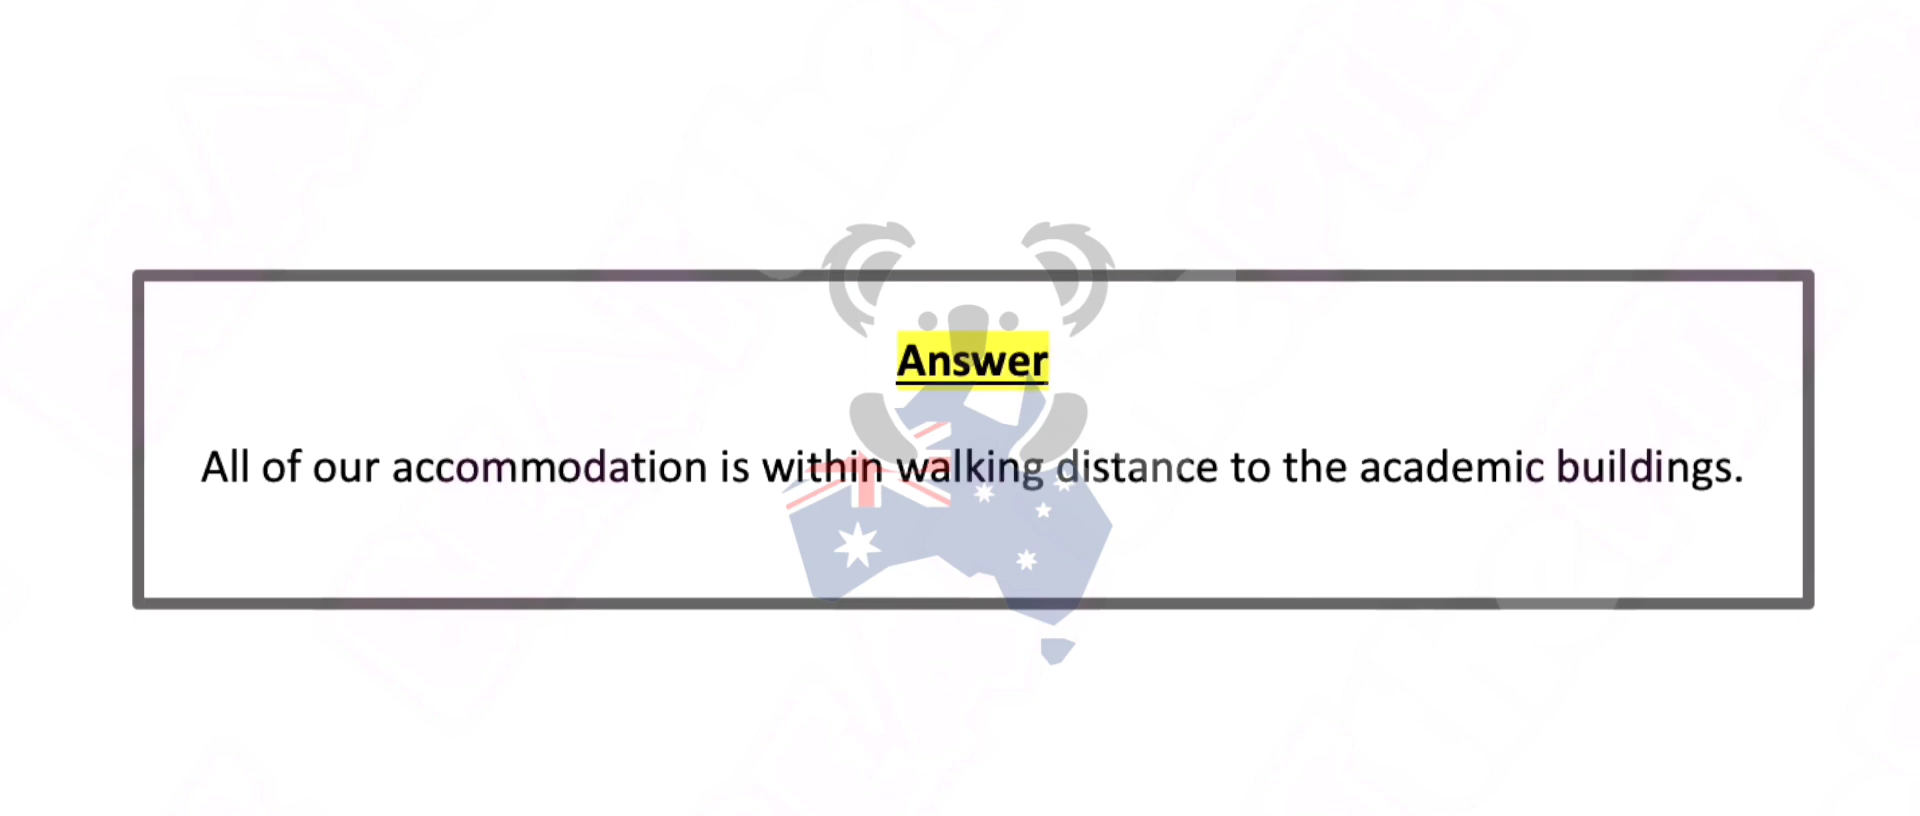 Answer
All of our accommodation is within walking distance to the academic buildings.